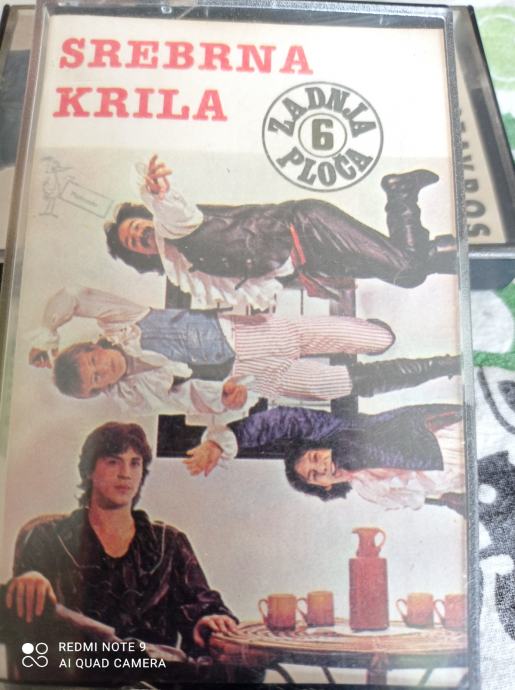 SREBRNA
KRILA
ZADNJA
6
PLOČA
REDMI NOTE 9
AI QUAD CAMERA